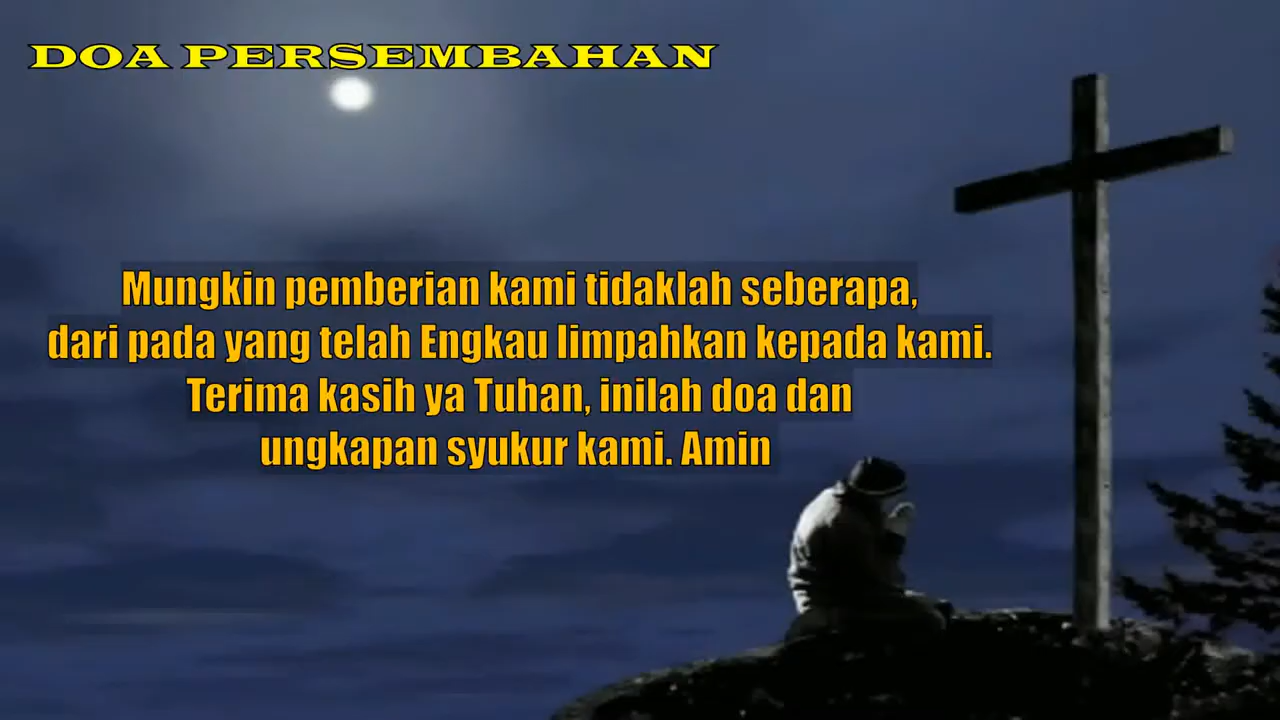 DOA PERSEMBAHAN
Mungkin pemberian kami tidaklah seberapa,
dari pada yang telah Engkau limpahkan kepada kami.
Terima kasih ya Tuhan, inilah doa dan
ungkapan syukur kami. Amin